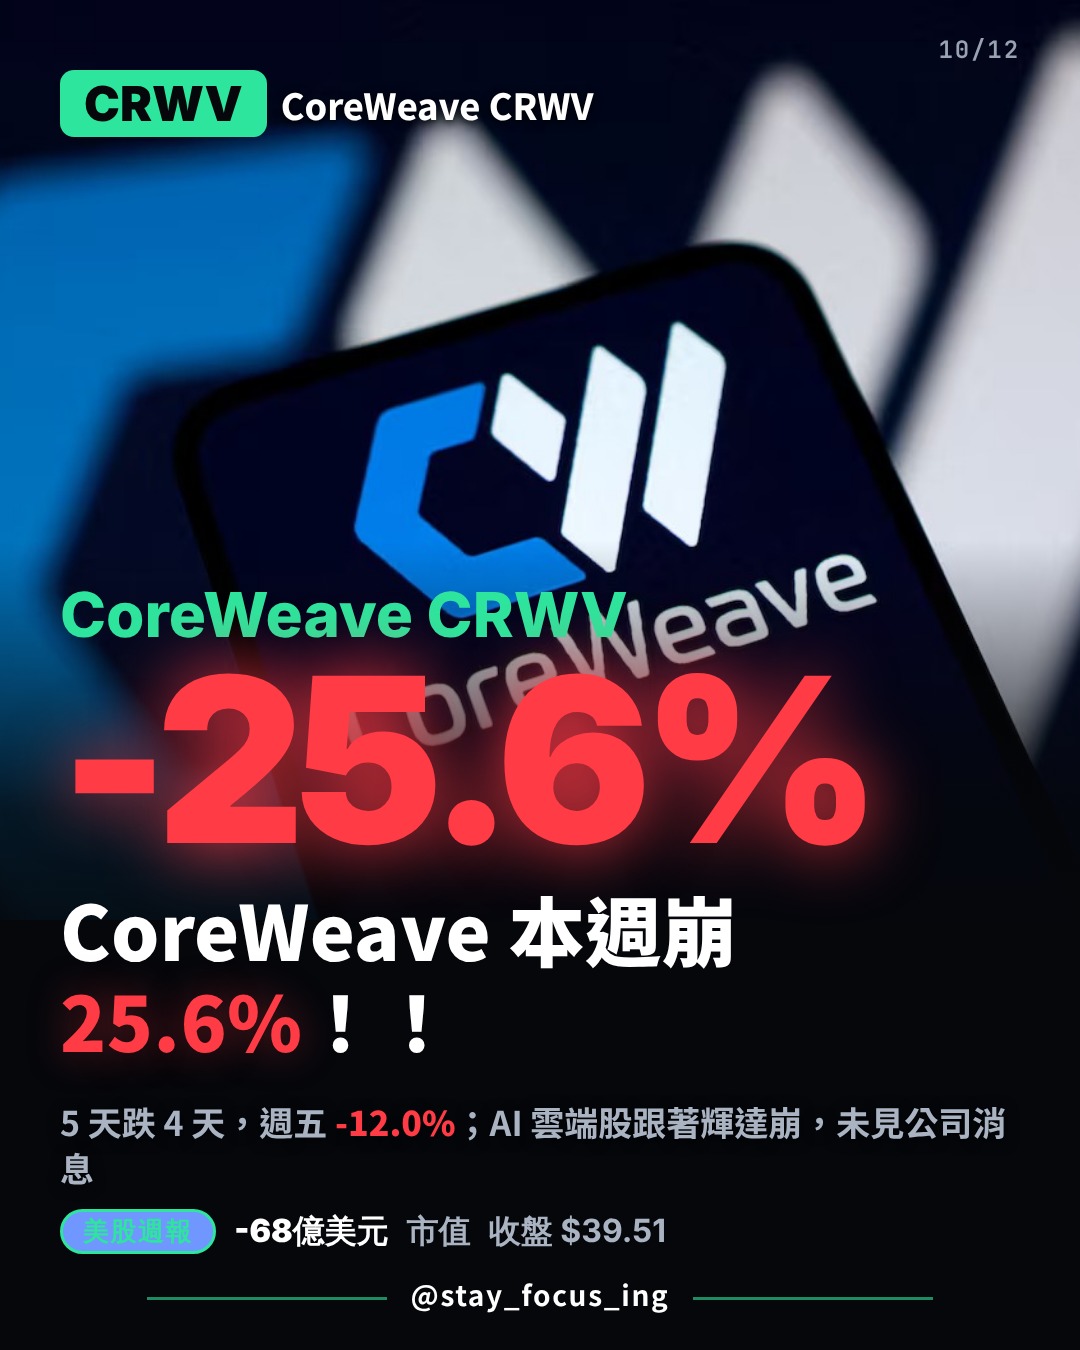 10/12
CRWV CoreWeave CRWV
CoreWeave
CoreWeave CRWV
-25.6%
CoreWeave 本週崩
25.6%！！
5 天跌 4 天，週五 -12.0%；AI 雲端股跟著輝達崩，未見公司消
息
美股週報 -68億美元 市值 收盤 $39.51
@stay_focus_ing